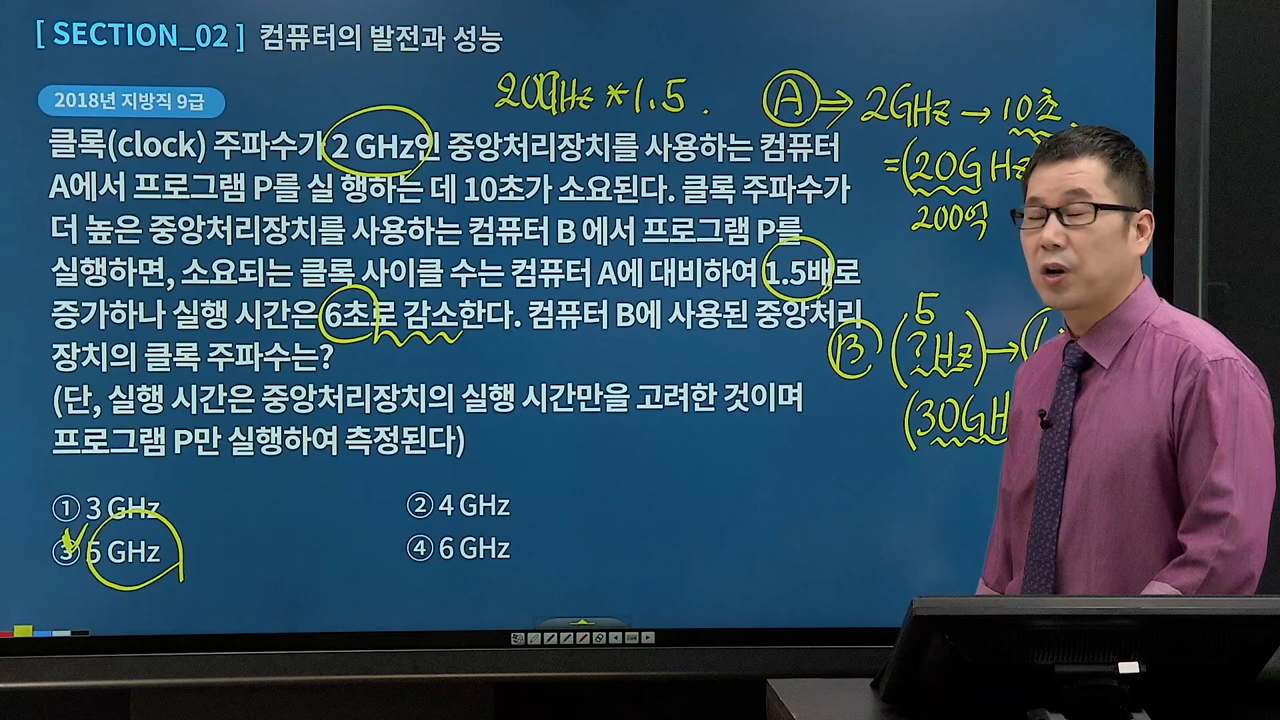 [ SECTION_02 ] 컴퓨터의 발전과 성능
2018년 지방직 9급
20GHz *1.5 .
클록(clock) 주파수가 2 GHz인 중앙처리장치를 사용하는 컴퓨터
A에서 프로그램 P를 실 행하는 데 10초가 소요된다. 클록 주파수가
더 높은 중앙처리장치를 사용하는 컴퓨터 B 에서 프로그램 P를
실행하면, 소요되는 클록 사이클 수는 컴퓨터 A에 대비하여 1.5배로
증가하나 실행 시간은 6초로 감소한다. 컴퓨터 B에 사용된 중앙처리
장치의 클록 주파수는?
(단, 실행 시간은 중앙처리장치의 실행 시간만을 고려한 것이며
프로그램 P만 실행하여 측정된다)
① 3 GHz
② 4 GHz
③ 5 GHz
④ 6 GHz
A ⇒ 2GHz → 10초
=(20G Hz
200억
5
B (?Hz) → (
(30GH